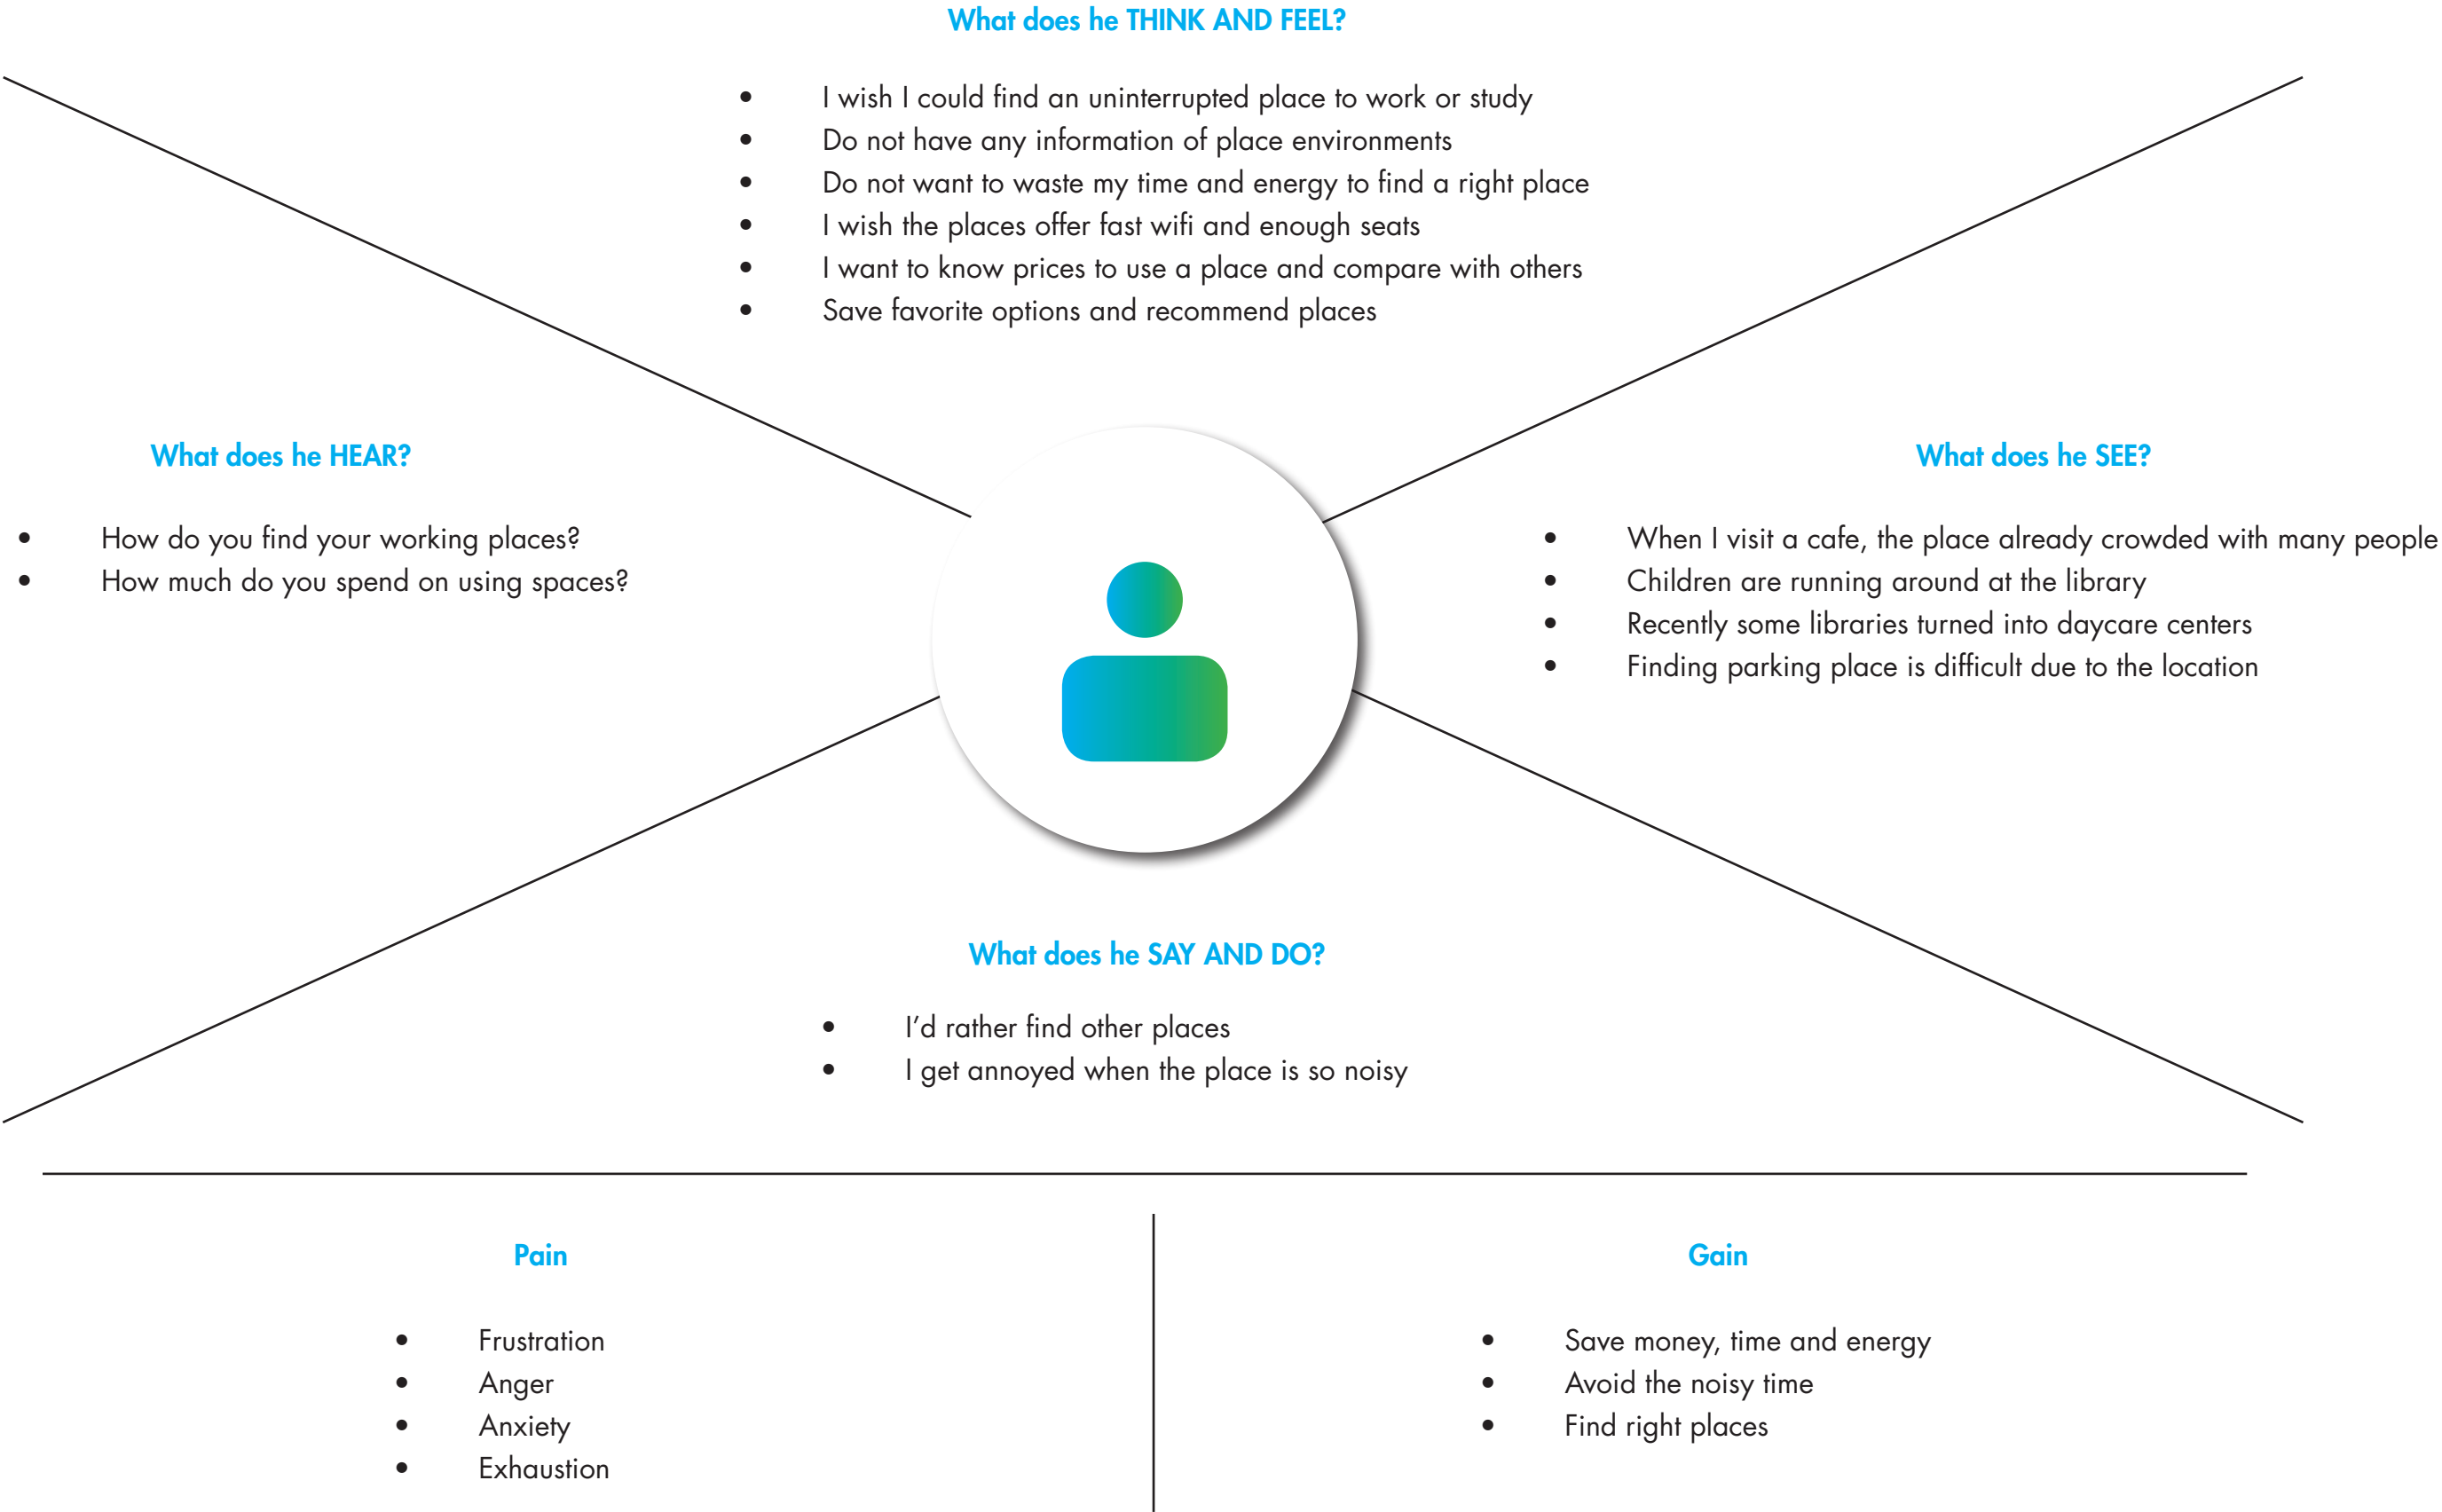 What does he THINK AND FEEL?
• I wish I could find an uninterrupted place to work or study
• Do not have any information of place environments
• Do not want to waste my time and energy to find a right place
• I wish the places offer fast wifi and enough seats
• I want to know prices to use a place and compare with others
• Save favorite options and recommend places
What does he HEAR?
• How do you find your working places?
• How much do you spend on using spaces?
What does he SEE?
• When I visit a cafe, the place already crowded with many people
• Children are running around at the library
• Recently some libraries turned into daycare centers
• Finding parking place is difficult due to the location
What does he SAY AND DO?
• I’d rather find other places
• I get annoyed when the place is so noisy
Pain
• Frustration
• Anger
• Anxiety
• Exhaustion
Gain
• Save money, time and energy
• Avoid the noisy time
• Find right places